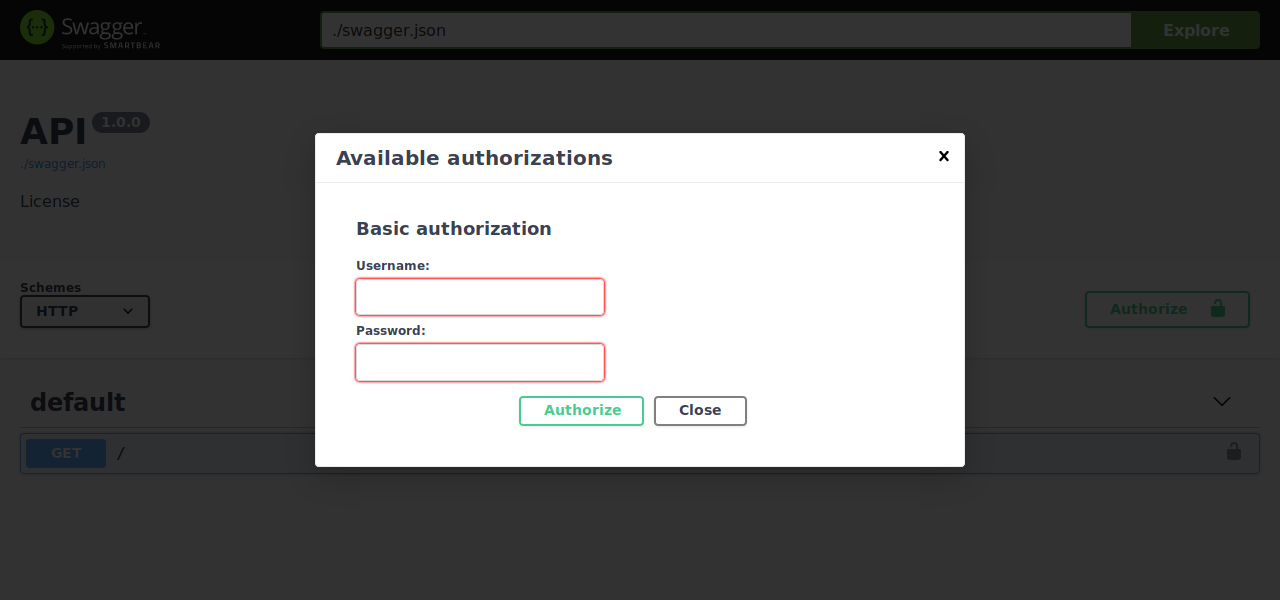 Swagger.
Supported by SMARTBEAR
./swagger.json
Explore
API 1.0.0
./swagger.json
License
Schemes
HTTP
Authorize
default
GET /
Available authorizations
x
Basic authorization
Username:
Password:
Authorize
Close